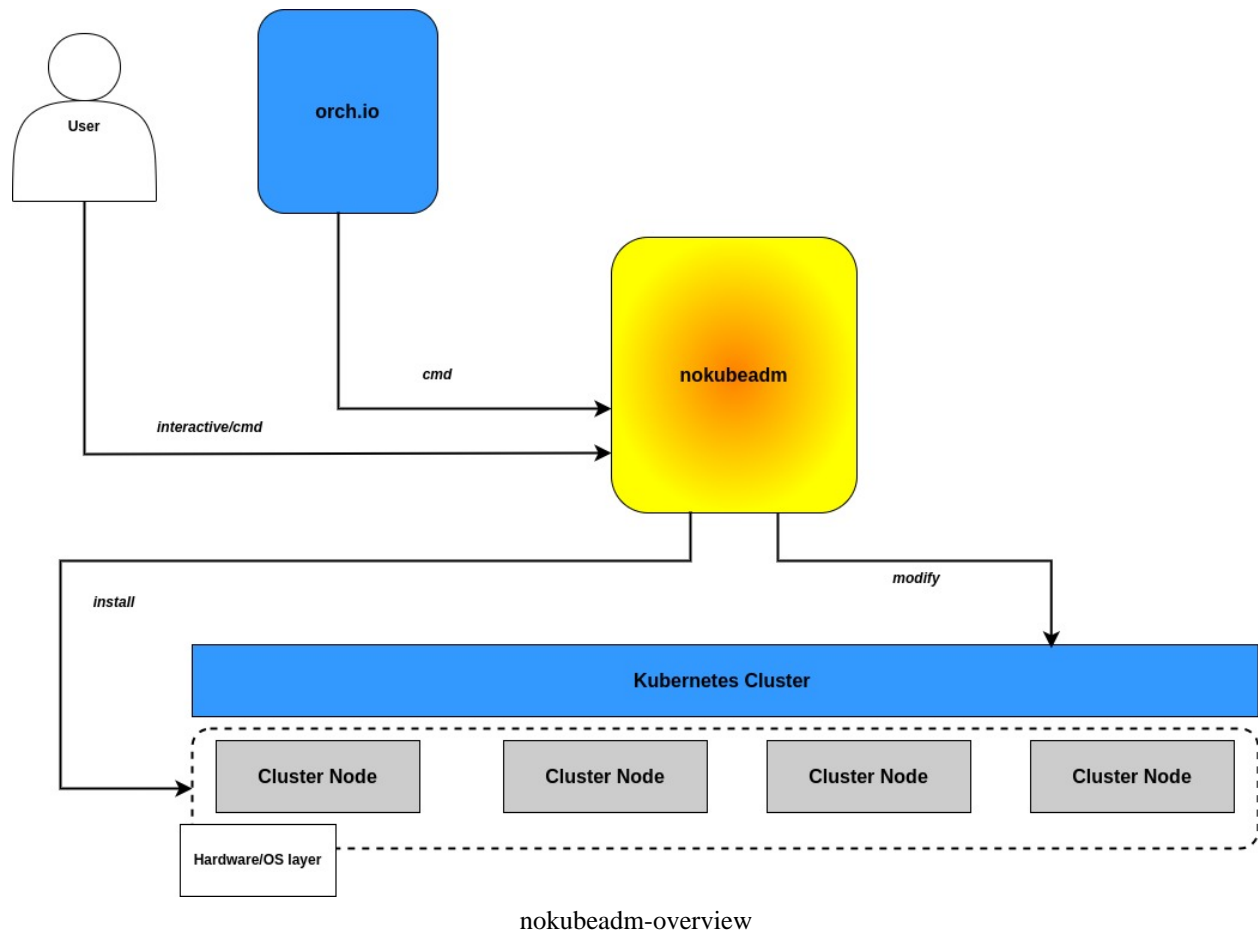 User
orch.io
nokubeadm
cmd
interactive/cmd
install
modify
Kubernetes Cluster
Cluster Node
Cluster Node
Cluster Node
Cluster Node
Hardware/OS layer
nokubeadm-overview